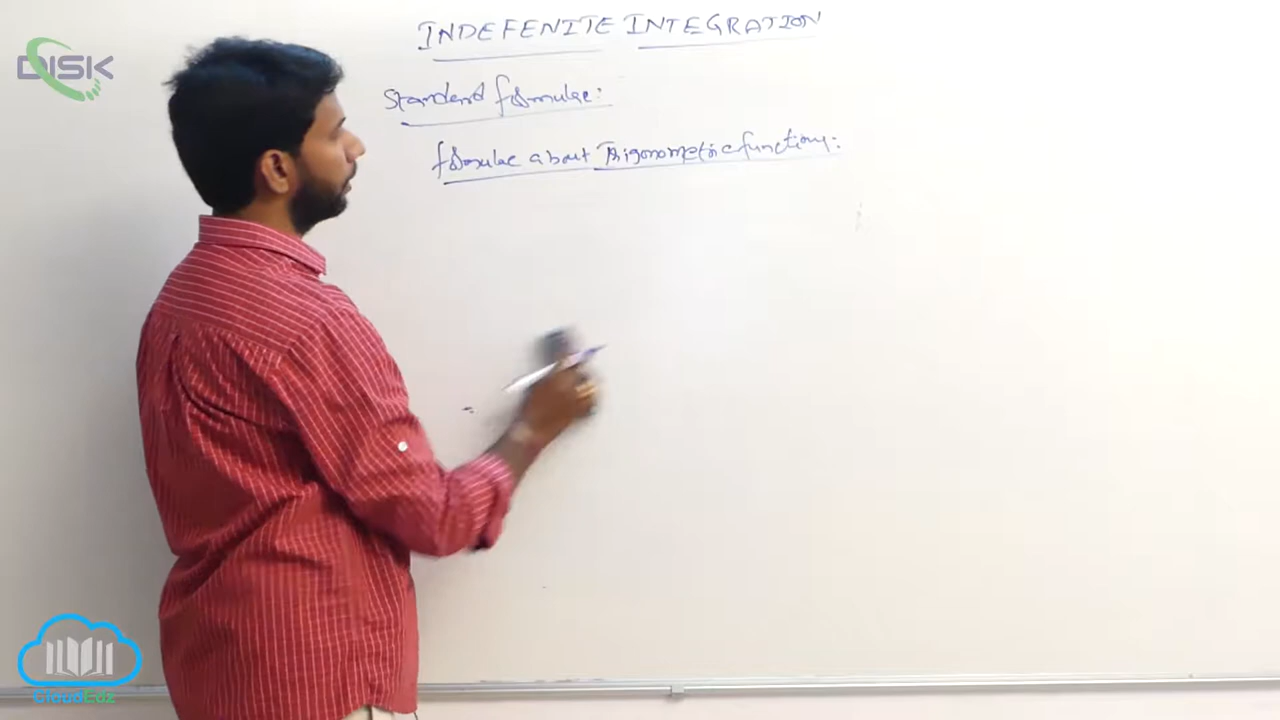 DISK
INDEFENITE INTEGRATION
Standard formulae:
formulae about Trigonometric functions:
CloudEdz